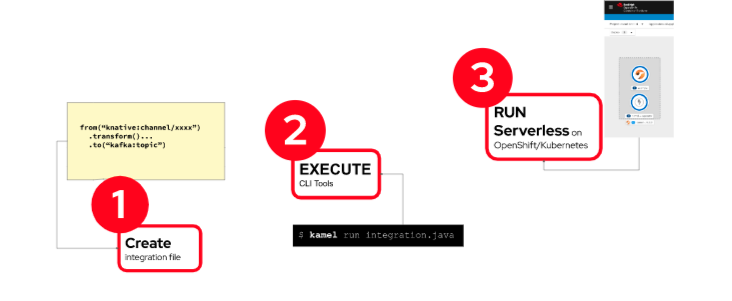 from(“knative:channel/xxxx”)
.transform()...
.to(“kafka:topic”)
1
Create
integration file
2
EXECUTE
CLI Tools
$ kamel run integration.java
3
RUN
Serverless on
OpenShift/Kubernetes